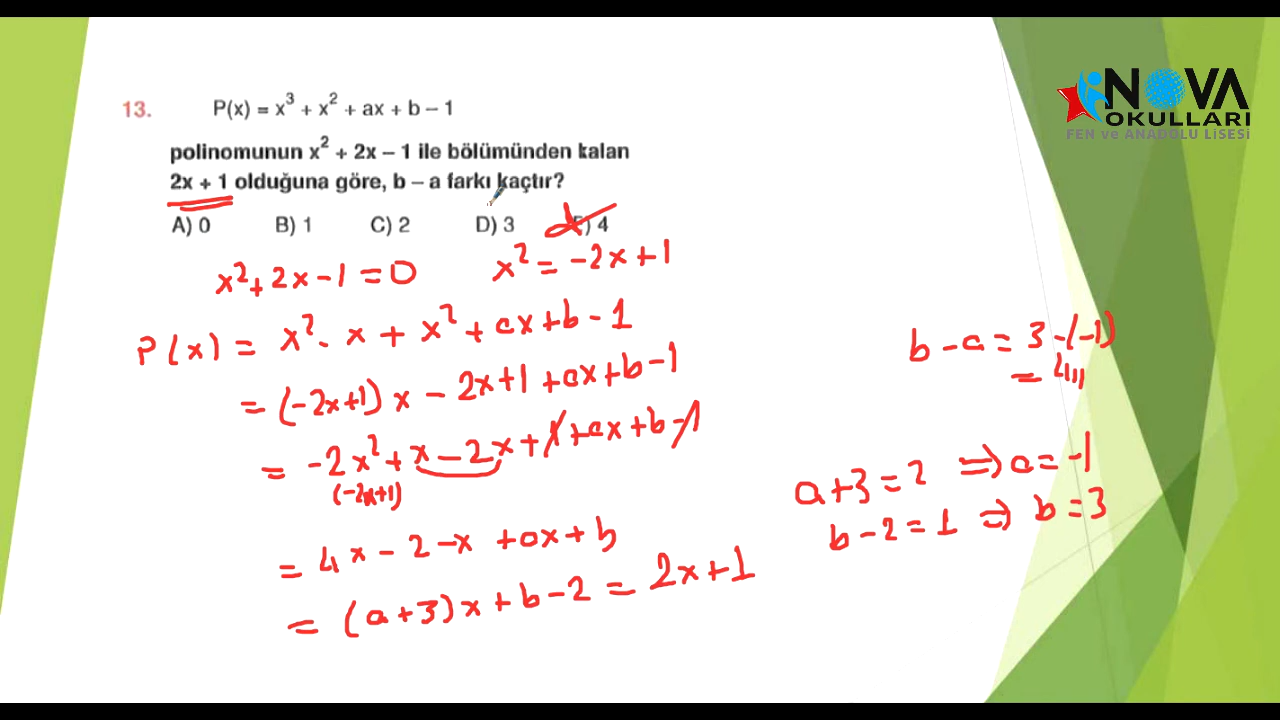 iNOVA
OKULLARI
FEN ve ANADOLU LiSESi
13. P(x) = x³ + x² + ax + b – 1
polinomunun x² + 2x – 1 ile bölümünden kalan
2x + 1 olduğuna göre, b – a farkı kaçtır?
A) 0 B) 1 C) 2 D) 3 E) 4
x²+2x-1=0 x²=-2x+1
P(x) = x².x + x² + ax+b-1
= (-2x+1)x - 2x+1 +ax+b-1
= -2x²+x-2x+1+ax+b-1
(-2x+1)
= 4x-2-x+ax+b
= (a+3)x+b-2 = 2x+1
b-a=3-(-1)
=4,,,
a+3=2 ⇒ a=-1
b-2=1 ⇒ b=3